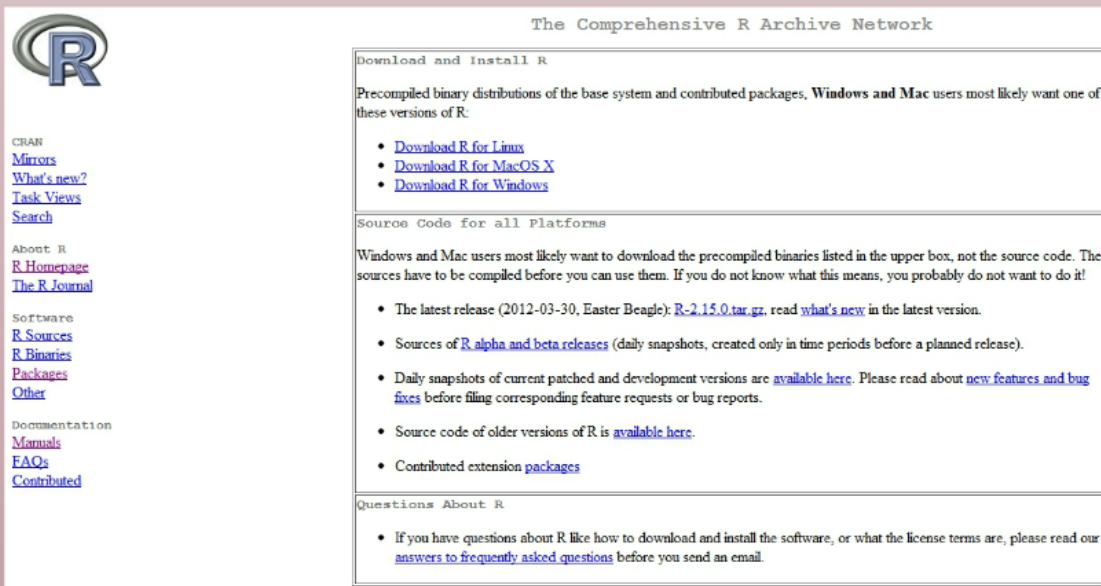 R
CRAN
Mirrors
What's new?
Task Views
Search
About R
R Homepage
The R Journal
Software
R Sources
R Binaries
Packages
Other
Documentation
Manuals
FAQs
Contributed
The Comprehensive R Archive Network
Download and Install R
Precompiled binary distributions of the base system and contributed packages, Windows and Mac users most likely want one of
these versions of R:
• Download R for Linux
• Download R for MacOS X
• Download R for Windows
Source Code for all Platforms
Windows and Mac users most likely want to download the precompiled binaries listed in the upper box, not the source code. The
sources have to be compiled before you can use them. If you do not know what this means, you probably do not want to do it!
• The latest release (2012-03-30, Easter Beagle): R-2.15.0.tar.gz, read what's new in the latest version.
• Sources of R alpha and beta releases (daily snapshots, created only in time periods before a planned release).
• Daily snapshots of current patched and development versions are available here. Please read about new features and bug
fixes before filing corresponding feature requests or bug reports.
• Source code of older versions of R is available here.
• Contributed extension packages
Questions About R
• If you have questions about R like how to download and install the software, or what the license terms are, please read our
answers to frequently asked questions before you send an email.